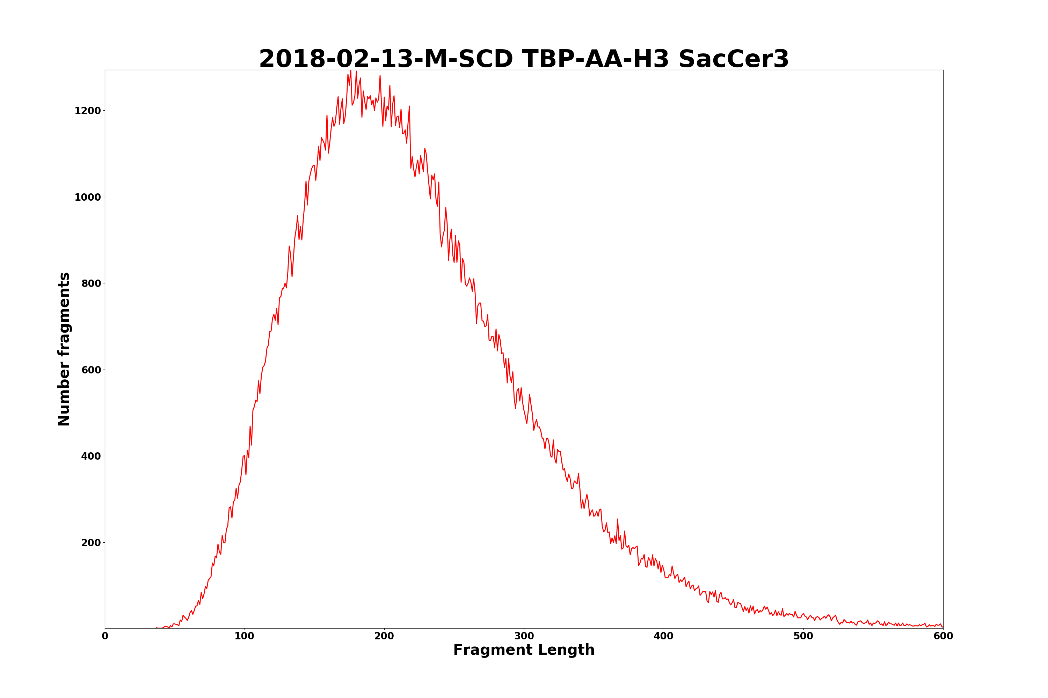 2018-02-13-M-SCD TBP-AA-H3 SacCer3
1200
1000
800
600
400
200
Number fragments
0 100 200 300 400 500 600
Fragment Length